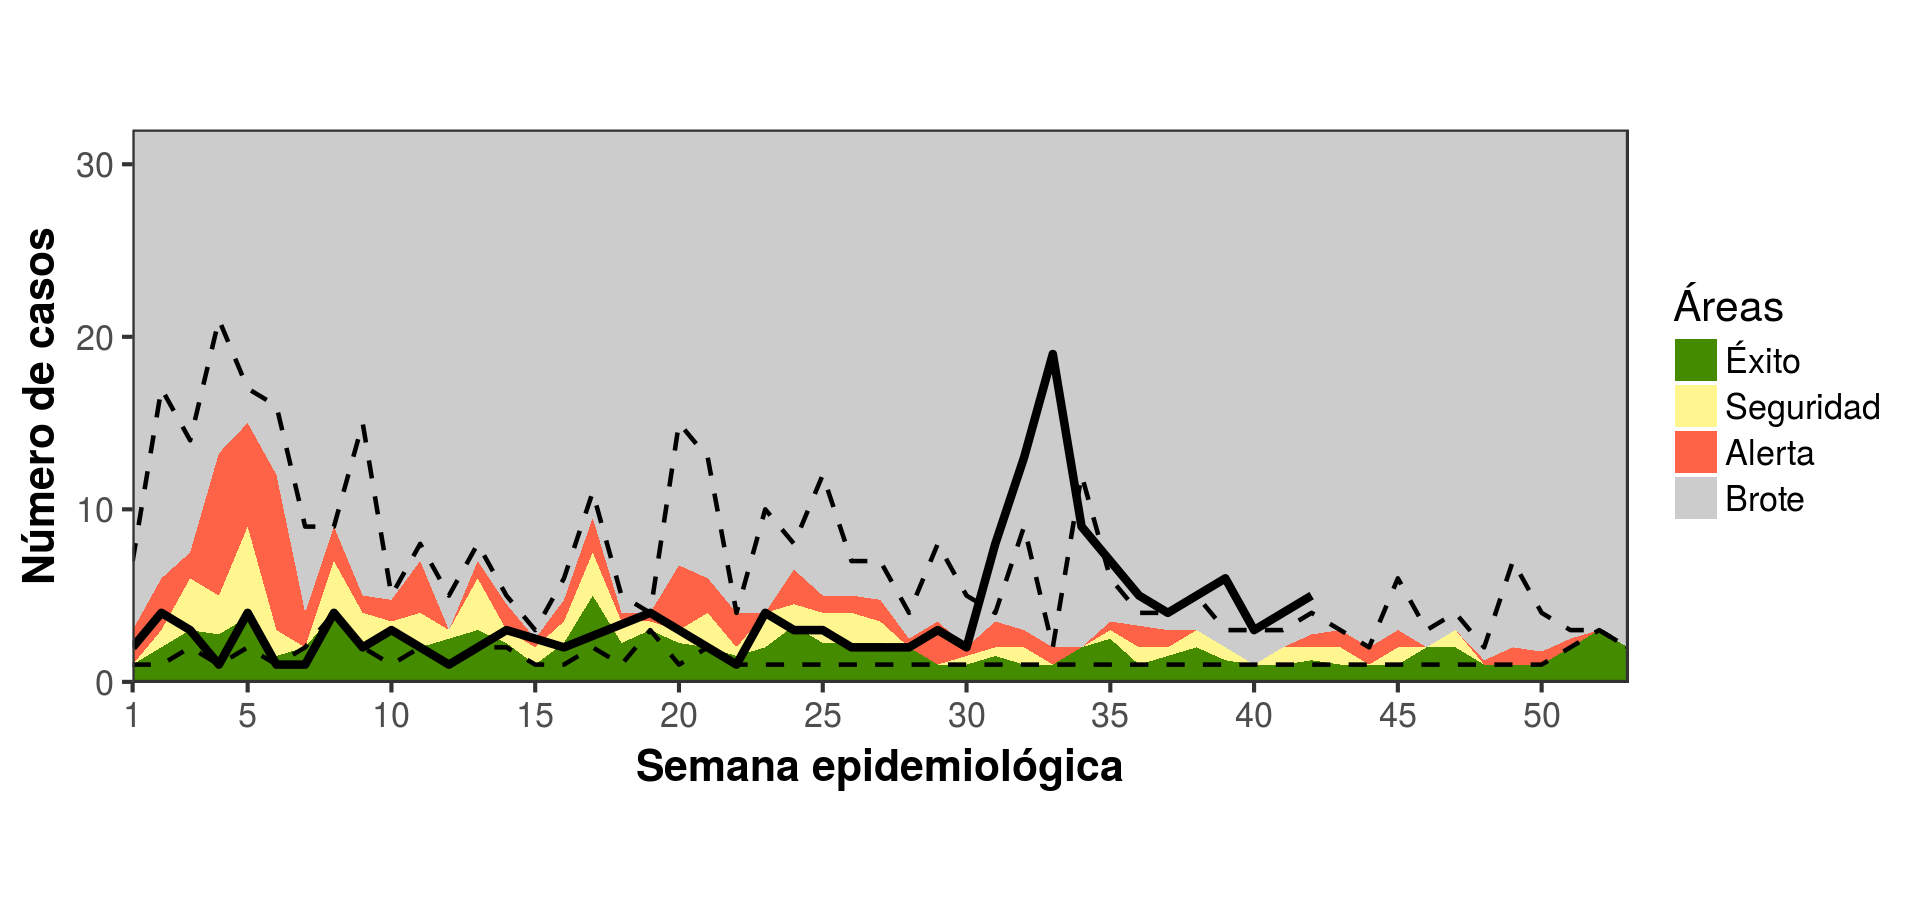 Número de casos
30
20
10
0
1 5 10 15 20 25 30 35 40 45 50
Semana epidemiológica
Áreas
Éxito
Seguridad
Alerta
Brote